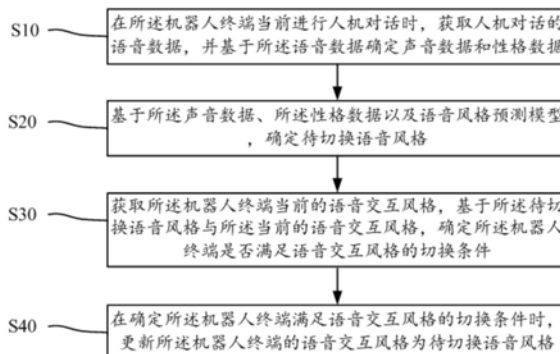 S10
在所述机器人终端当前进行人机对话时，获取人机对话的
语音数据，并基于所述语音数据确定声音数据和性格数据
S20
基于所述声音数据、所述性格数据以及语音风格预测模型
，确定待切换语音风格
S30
获取所述机器人终端当前的语音交互风格，基于所述待切
换语音风格与所述当前的语音交互风格，确定所述机器人
终端是否满足语音交互风格的切换条件
S40
在确定所述机器人终端满足语音交互风格的切换条件时，
更新所述机器人终端的语音交互风格为待切换语音风格